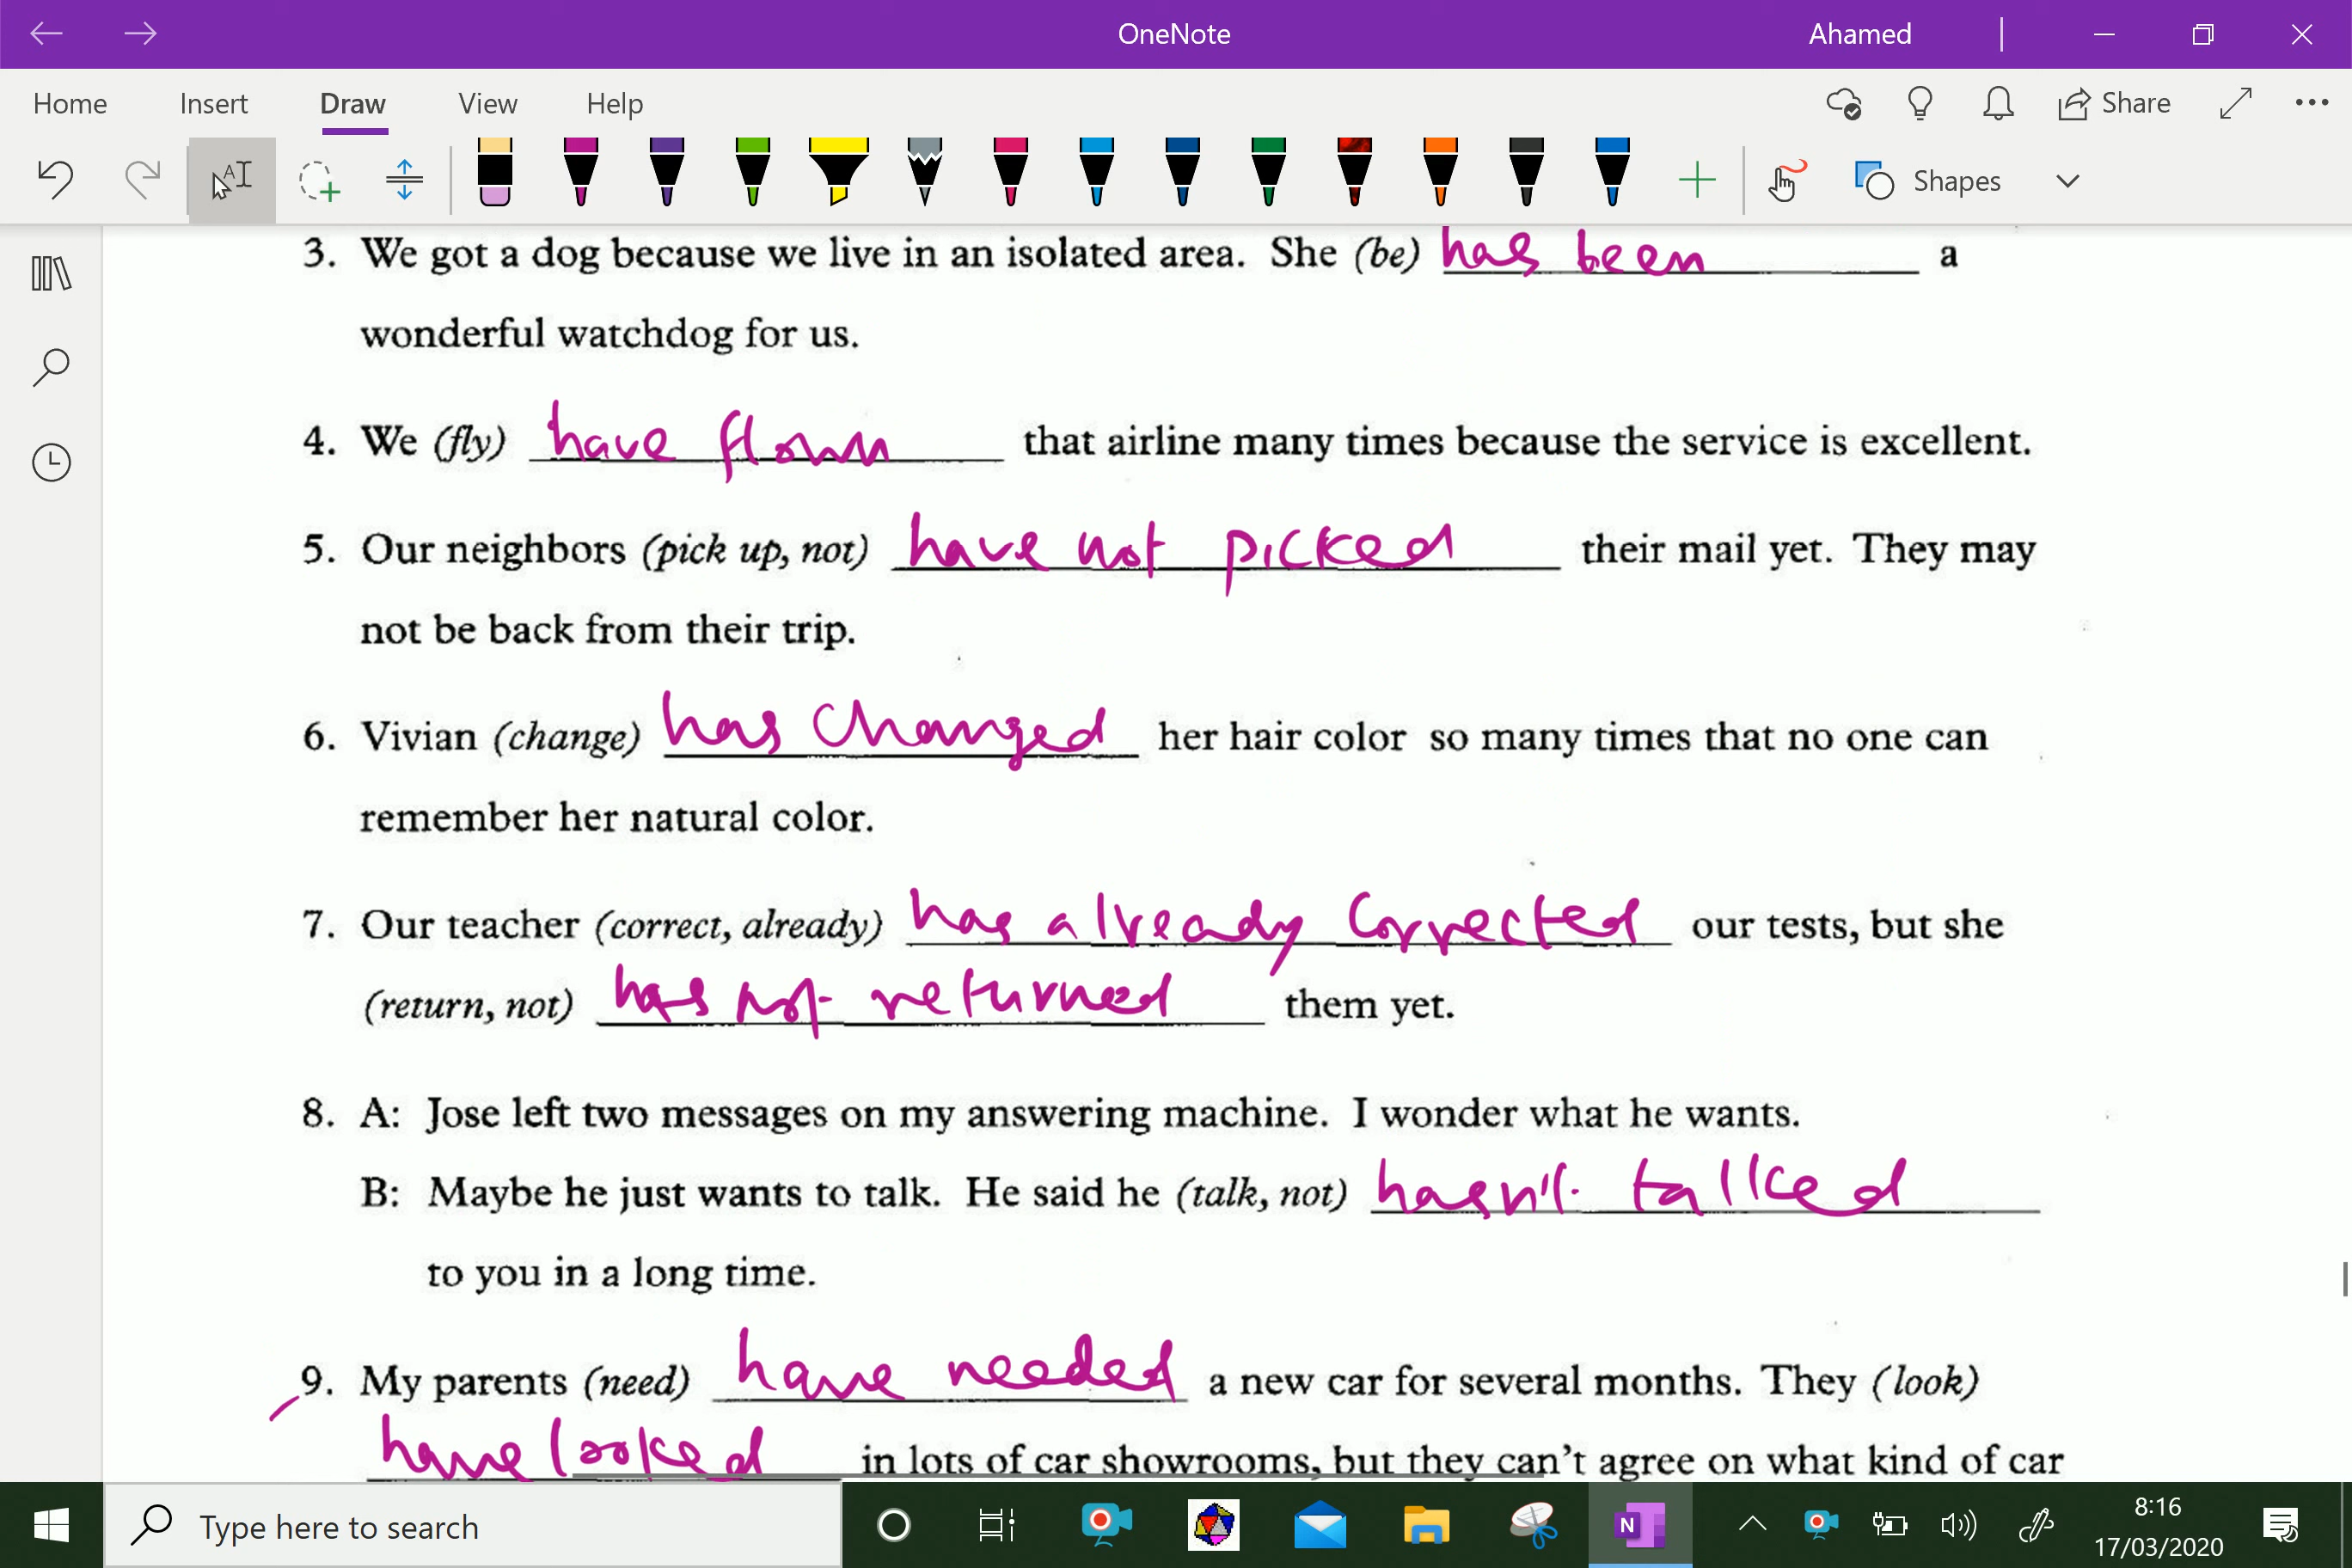 OneNote
Ahamed
Home Insert Draw View Help
Share
Shapes
3. We got a dog because we live in an isolated area. She (be) has been a
wonderful watchdog for us.
4. We (fly) have flown that airline many times because the service is excellent.
5. Our neighbors (pick up, not) have not picked their mail yet. They may
not be back from their trip.
6. Vivian (change) has changed her hair color so many times that no one can
remember her natural color.
7. Our teacher (correct, already) has already corrected our tests, but she
(return, not) has not returned them yet.
8. A: Jose left two messages on my answering machine. I wonder what he wants.
B: Maybe he just wants to talk. He said he (talk, not) hasn't talked
to you in a long time.
9. My parents (need) have needed a new car for several months. They (look)
have looked in lots of car showrooms, but they can't agree on what kind of car
Type here to search
N
8:16
17/03/2020